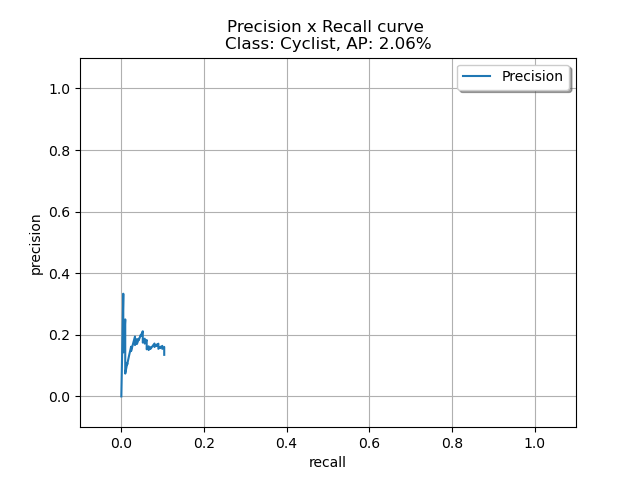 Precision x Recall curve
Class: Cyclist, AP: 2.06%
Precision
1.0
0.8
0.6
0.4
0.2
0.0
precision
0.0 0.2 0.4 0.6 0.8 1.0
recall